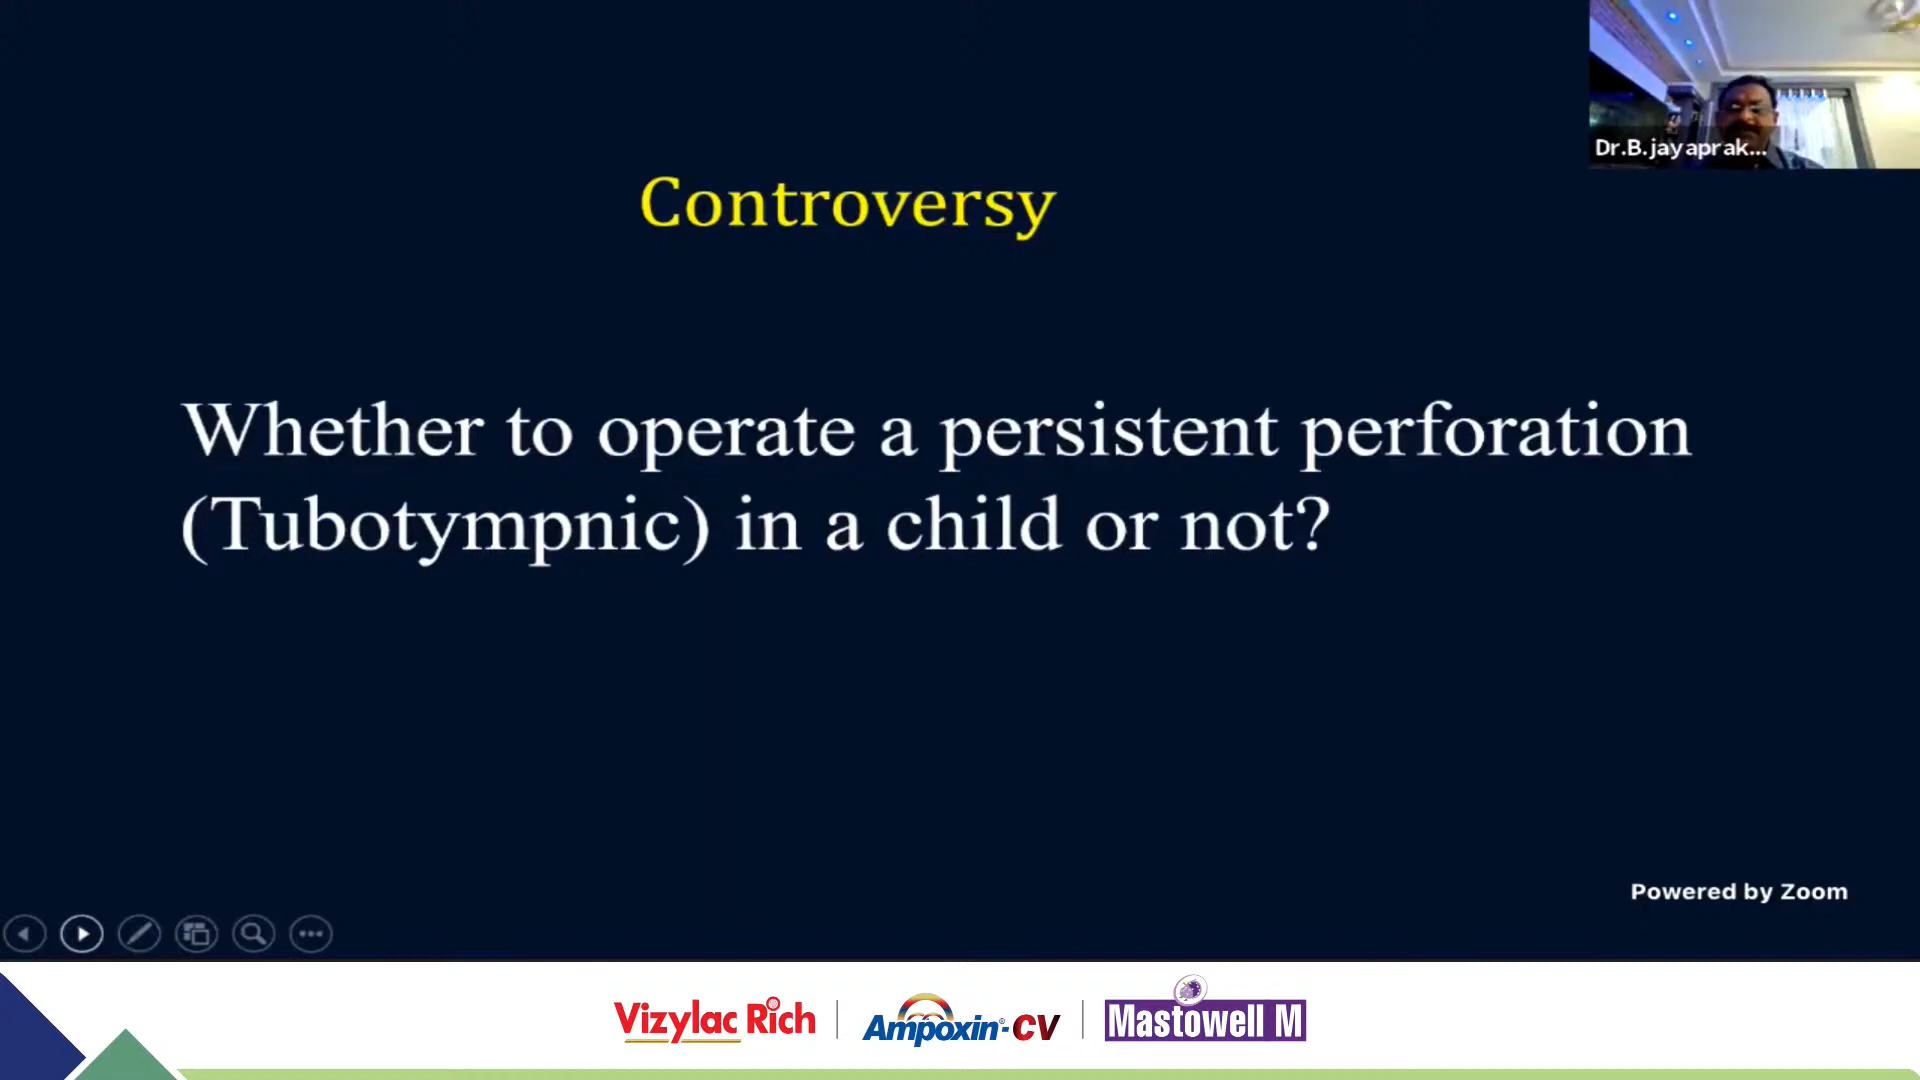 Dr.B.jayaprak...
Controversy
Whether to operate a persistent perforation
(Tubotympnic) in a child or not?
Powered by Zoom
Vizylac Rich
Ampoxin®-CV
Mastowell M